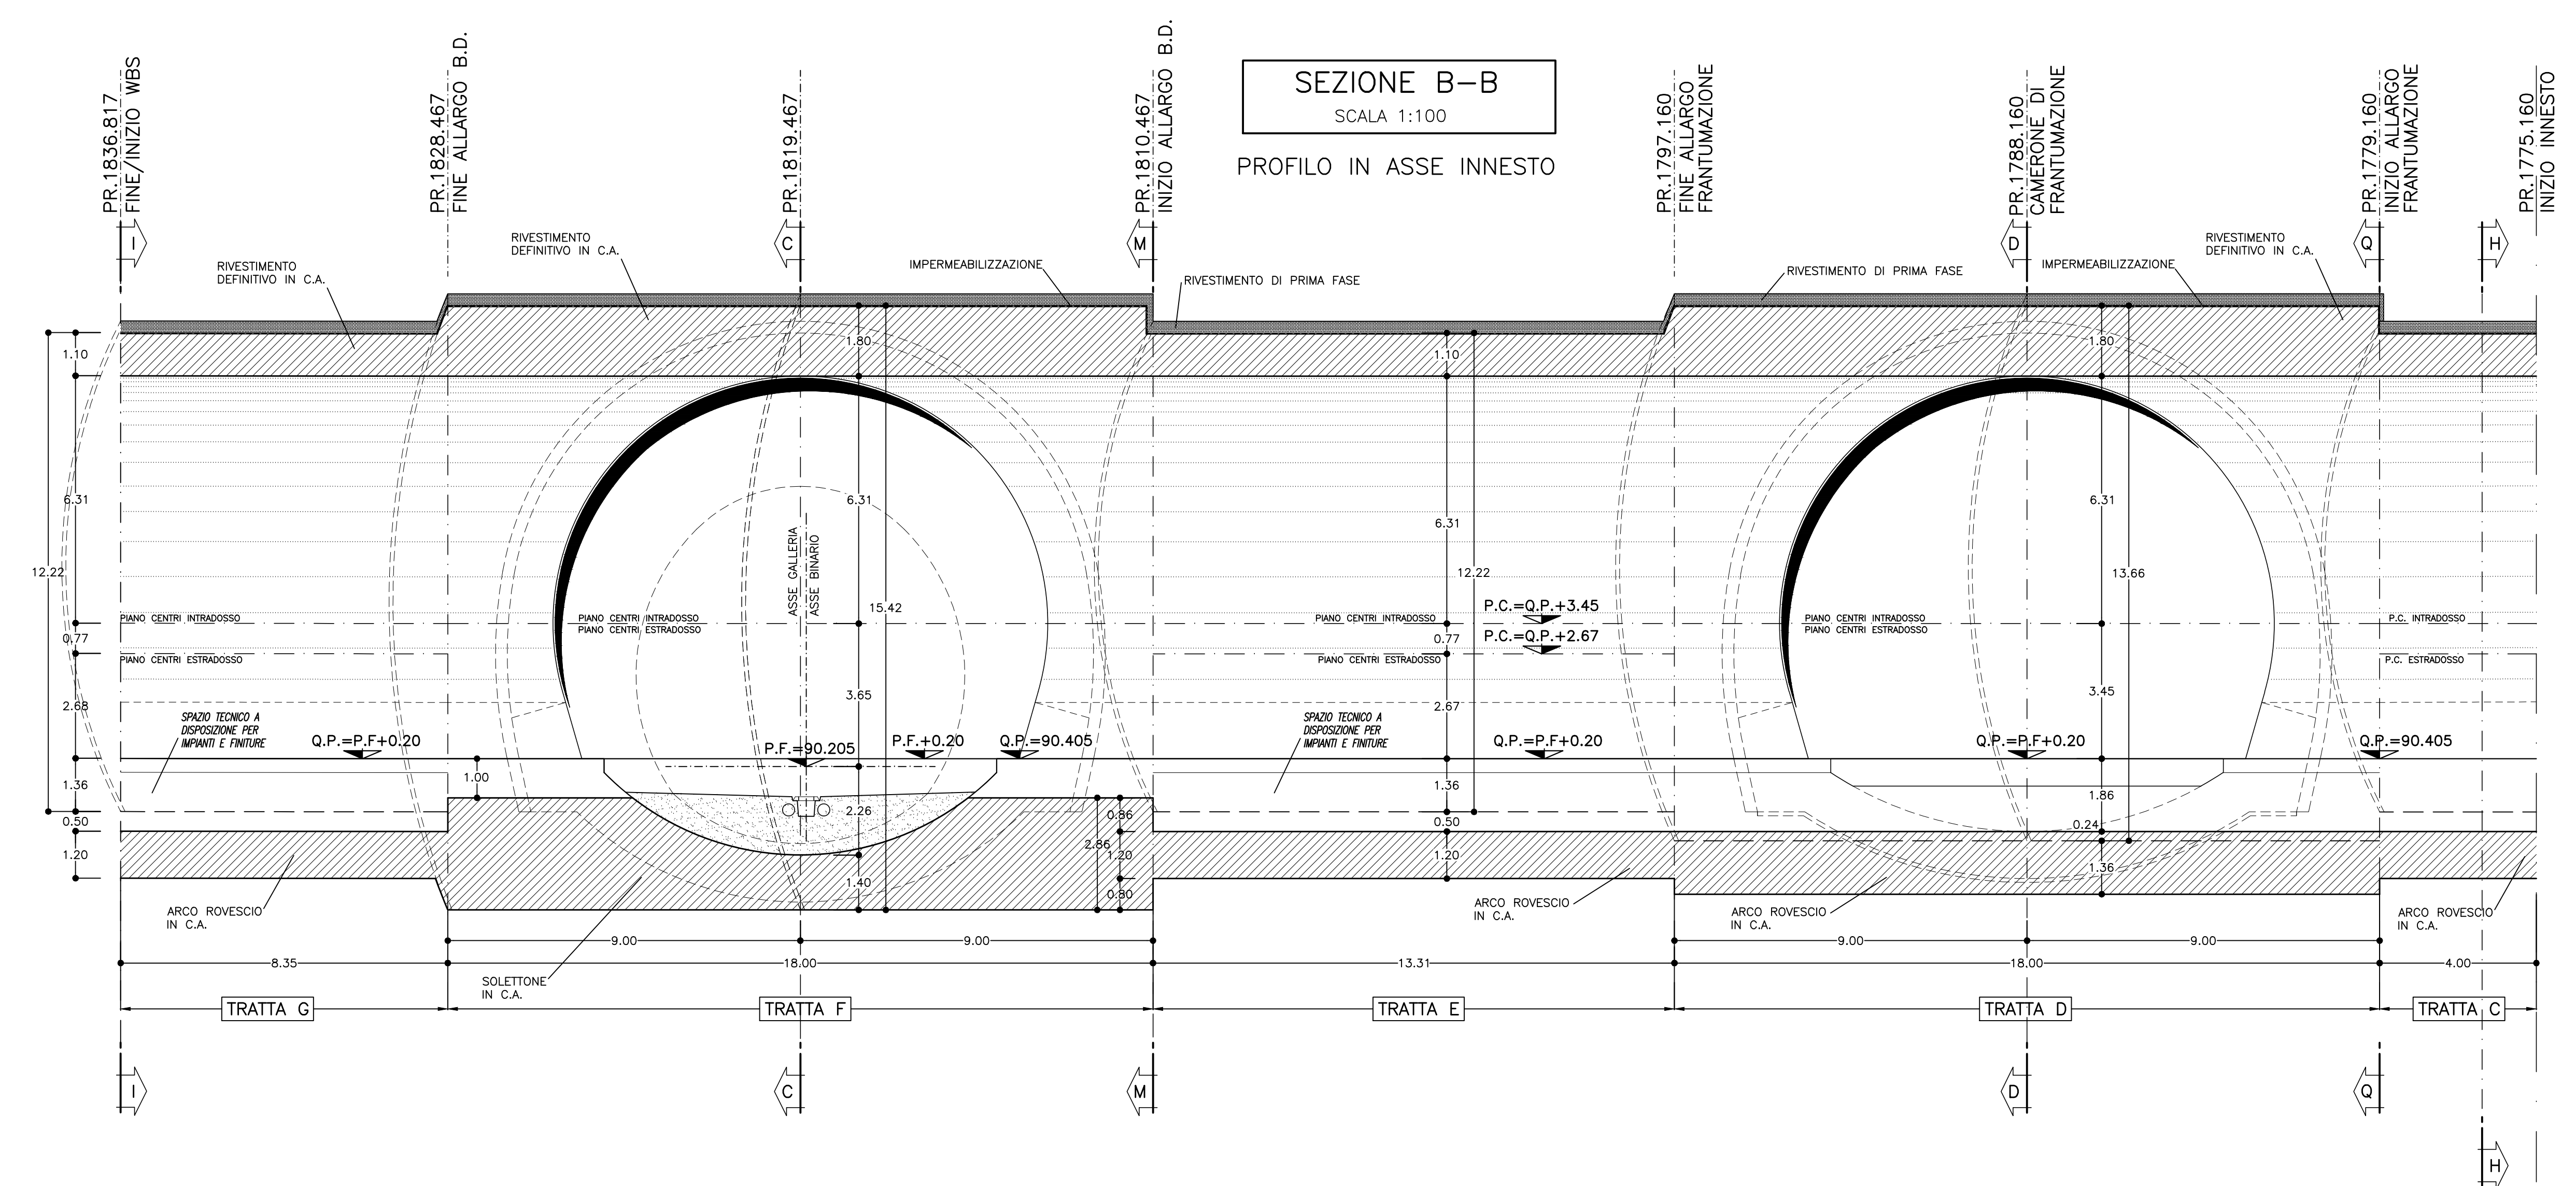 SEZIONE B-B
SCALA 1:100
PROFILO IN ASSE INNESTO
PR.1836.817
FINE/INIZIO WBS
PR.1828.467
FINE ALLARGO B.D.
PR.1819.467
PR.1810.467
INIZIO ALLARGO B.D.
PR.1797.160
FINE ALLARGO
FRANTUMAZIONE
PR.1788.160
CAMERONE DI
FRANTUMAZIONE
PR.1779.160
INIZIO ALLARGO
FRANTUMAZIONE
PR.1775.160
INIZIO INNESTO
I
C
M
D
Q
H
RIVESTIMENTO
DEFINITIVO IN C.A.
RIVESTIMENTO
DEFINITIVO IN C.A.
IMPERMEABILIZZAZIONE
RIVESTIMENTO DI PRIMA FASE
RIVESTIMENTO DI PRIMA FASE
IMPERMEABILIZZAZIONE
RIVESTIMENTO
DEFINITIVO IN C.A.
1.10
6.31
12.22
0.77
2.68
1.36
0.50
1.20
PIANO CENTRI INTRADOSSO
PIANO CENTRI ESTRADOSSO
SPAZIO TECNICO A
DISPOSIZIONE PER
IMPIANTI E FINITURE
Q.P.=P.F+0.20
1.00
ARCO ROVESCIO
IN C.A.
1.80
6.31
15.42
3.65
2.26
1.40
ASSE GALLERIA
ASSE BINARIO
PIANO CENTRI INTRADOSSO
PIANO CENTRI ESTRADOSSO
P.F.=90.205
P.F.+0.20
Q.P.=90.405
0.86
2.86
1.20
0.80
SOLETTONE
IN C.A.
1.10
6.31
12.22
PIANO CENTRI INTRADOSSO
P.C.=Q.P.+3.45
0.77
P.C.=Q.P.+2.67
PIANO CENTRI ESTRADOSSO
2.67
SPAZIO TECNICO A
DISPOSIZIONE PER
IMPIANTI E FINITURE
Q.P.=P.F+0.20
1.36
0.50
1.20
ARCO ROVESCIO
IN C.A.
1.80
6.31
13.66
PIANO CENTRI INTRADOSSO
PIANO CENTRI ESTRADOSSO
3.45
Q.P.=P.F+0.20
1.86
0.24
1.36
ARCO ROVESCIO
IN C.A.
P.C. INTRADOSSO
P.C. ESTRADOSSO
Q.P.=90.405
ARCO ROVESCIO
IN C.A.
9.00
9.00
9.00
9.00
8.35
18.00
13.31
18.00
4.00
TRATTA G
TRATTA F
TRATTA E
TRATTA D
TRATTA C
I
C
M
D
Q
H